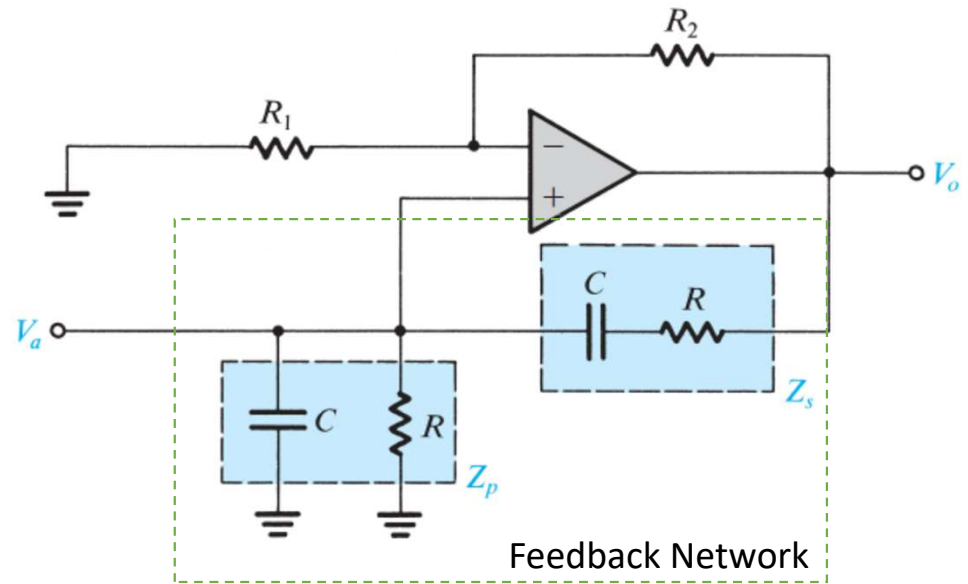 R₂
R₁
−
+
Vₒ
C
R
Vₐ
Zₛ
C
R
Zₚ
Feedback Network